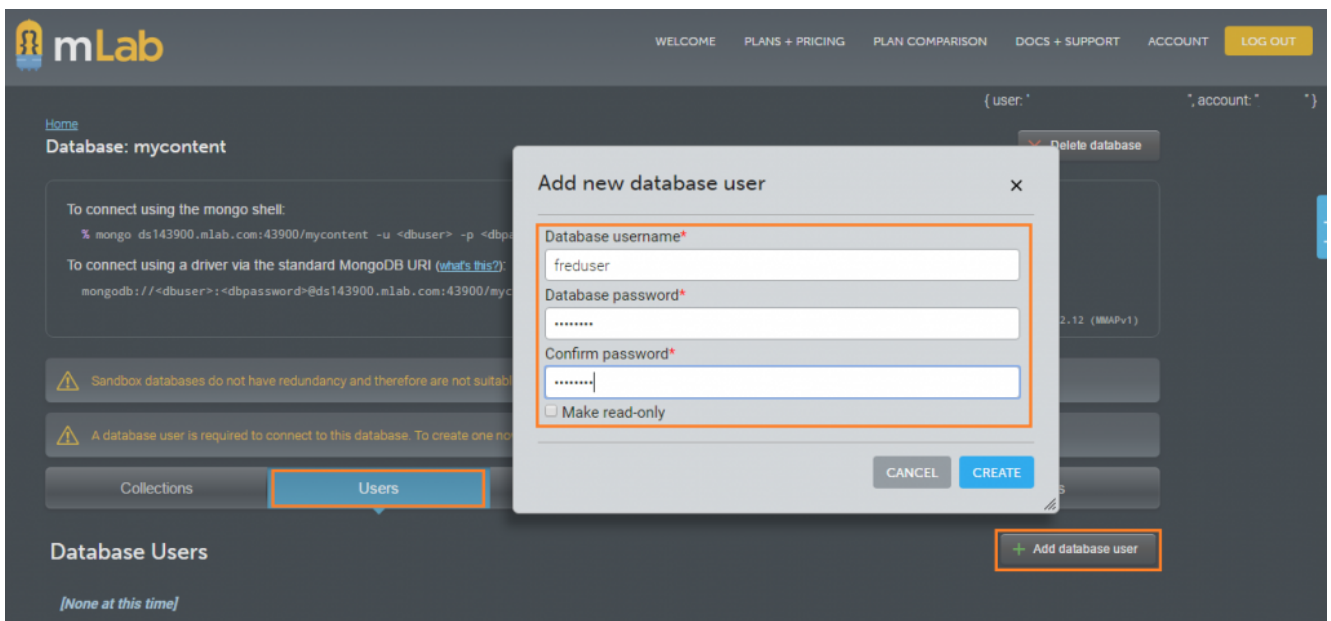 mLab
WELCOME PLANS + PRICING PLAN COMPARISON DOCS + SUPPORT ACCOUNT LOG OUT
{ user: " ", account: " " }
Home
Database: mycontent
Delete database
To connect using the mongo shell:
% mongo ds143900.mlab.com:43900/mycontent -u <dbuser> -p <dbpa
To connect using a driver via the standard MongoDB URI (what's this?):
mongodb://<dbuser>:<dbpassword>@ds143900.mlab.com:43900/myc
2.12 (MMAPv1)
Sandbox databases do not have redundancy and therefore are not suitabl
A database user is required to connect to this database. To create one no
Collections Users s
Database Users
Add database user
[None at this time]
Add new database user
Database username*
freduser
Database password*
••••••••
Confirm password*
••••••••
Make read-only
CANCEL CREATE